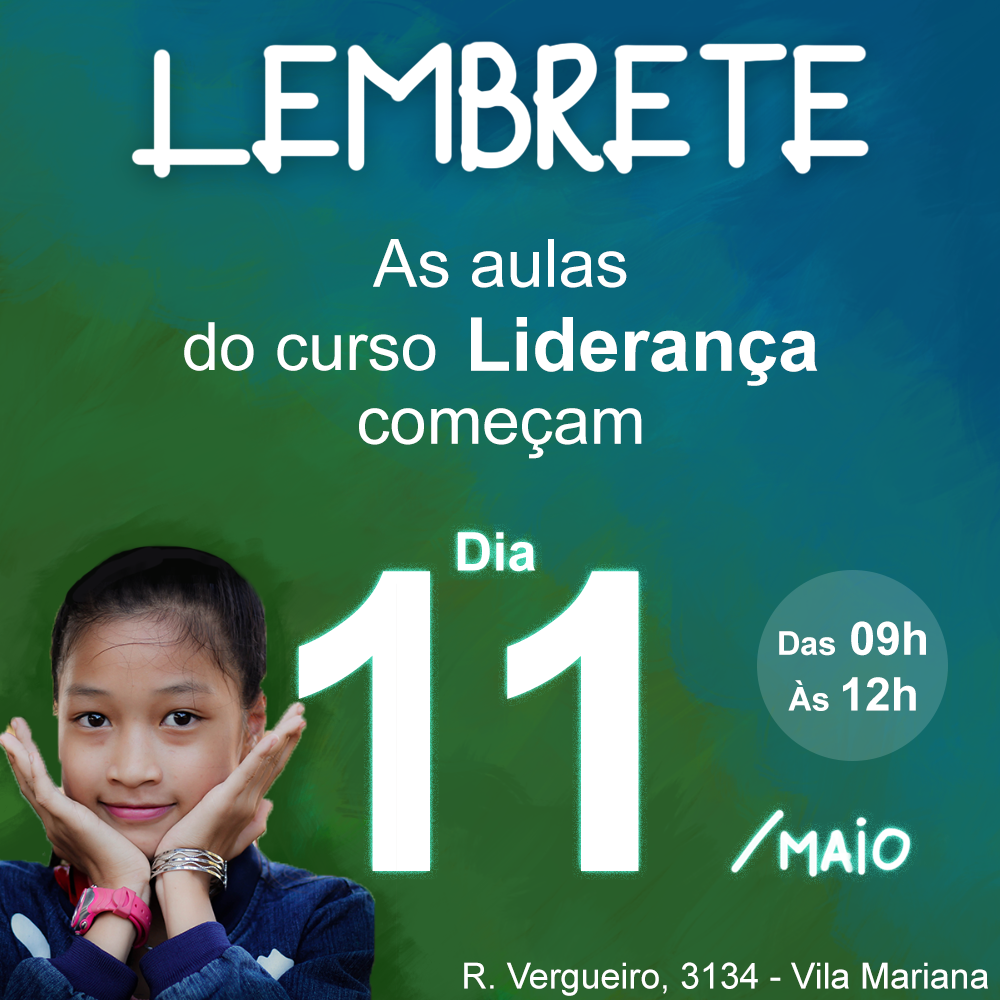 LEMBRETE
As aulas
do curso Liderança
começam
Dia
11
Das 09h
Às 12h
/MAIO
R. Vergueiro, 3134 - Vila Mariana